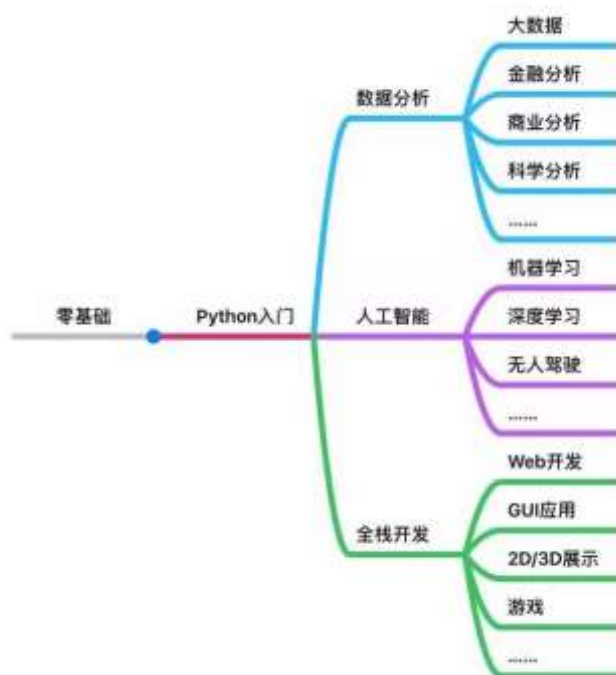 零基础
Python入门
数据分析
大数据
金融分析
商业分析
科学分析
……
人工智能
机器学习
深度学习
无人驾驶
……
全栈开发
Web开发
GUI应用
2D/3D展示
游戏
……